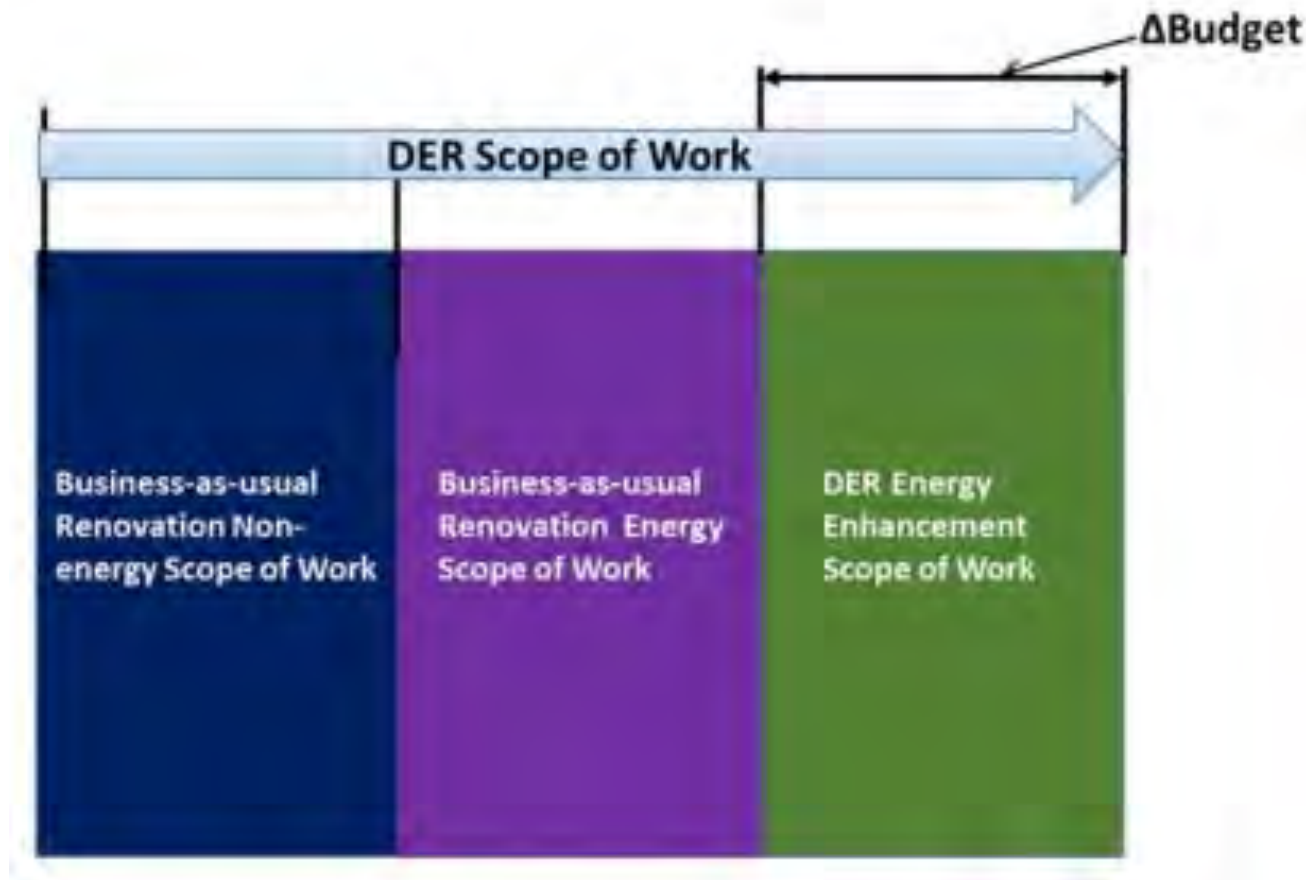 ΔBudget
DER Scope of Work
Business-as-usual
Renovation Non-
energy Scope of Work
Business-as-usual
Renovation Energy
Scope of Work
DER Energy
Enhancement
Scope of Work